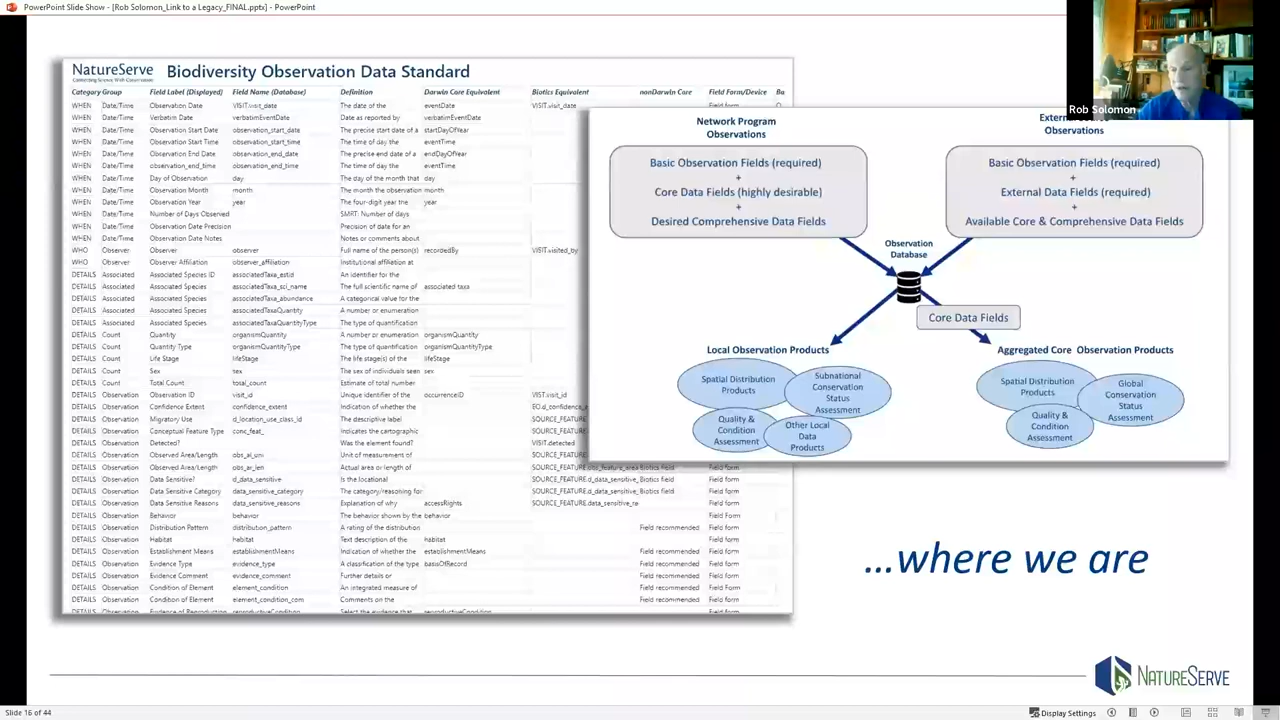 PowerPoint Slide Show - [Rob Solomon_Link to a Legacy_FINAL.pptx] - PowerPoint
Rob Solomon
NatureServe Biodiversity Observation Data Standard
Category Group Field Label (Displayed) Field Name (Database) Definition Darwin Core Equivalent Biotics Equivalent nonDarwin Core Field Form/Device Ba
WHEN Date/Time Observation Date VISIT.visit_date The date of the eventDate VISIT.visit_date Field form
WHEN Date/Time Verbatim Date verbatimEventDate Date as reported by verbatimEventDate
WHEN Date/Time Observation Start Date observation_start_date The precise start date of a startDayOfYear
WHEN Date/Time Observation Start Time observation_start_time The time of day the eventTime
WHEN Date/Time Observation End Date observation_end_date The precise end date of a endDayOfYear
WHEN Date/Time observation_end_time observation_end_time The time of day the eventTime
WHEN Date/Time Day of Observation day The day of the month that day
WHEN Date/Time Observation Month month The month the observation month
WHEN Date/Time Observation Year year The four-digit year the year
WHEN Date/Time Number of Days Observed SMRT: Number of days
WHEN Date/Time Observation Date Precision Precision of date for an
WHEN Date/Time Observation Date Notes Notes or comments about
WHO Observer Observer observer Full name of the person(s) recordedBy VISIT.visited_by
WHO Observer Observer Affiliation observer_affiliation Institutional affiliation at
DETAILS Associated Associated Species ID associatedTaxa_estid An identifier for the
DETAILS Associated Associated Species associatedTaxa_sci_name The full scientific name of associated taxa
DETAILS Associated Associated Species associatedTaxa_abundance A categorical value for the
DETAILS Associated Associated Species associatedTaxaQuantity A number or enumeration
DETAILS Associated Associated Species associatedTaxaQuantityType The type of quantification
DETAILS Count Quantity organismQuantity A number or enumeration organismQuantity
DETAILS Count Quantity Type organismQuantityType The type of quantification organismQuantityType
DETAILS Count Life Stage lifeStage The life stage(s) of the lifeStage
DETAILS Count Sex sex The sex of individuals seen sex
DETAILS Count Total Count total_count Estimate of total number
DETAILS Observation Observation ID visit_id Unique identifier of the occurrenceID VISIT.visit_id
DETAILS Observation Confidence Extent confidence_extent Indication of whether the EO.d_confidence_
DETAILS Observation Migratory Use d_location_use_class_id The descriptive label SOURCE_FEATURE
DETAILS Observation Conceptual Feature Type conc_feat_ Indicates the cartographic SOURCE_FEATURE
DETAILS Observation Detected? Was the element found? VISIT.detected
DETAILS Observation Observed Area/Length obs_al_uni Unit of measurement of SOURCE_FEATURE
DETAILS Observation Observed Area/Length obs_ar_len Actual area or length of SOURCE_FEATURE.obs_feature_area Biotics field Field form
DETAILS Observation Data Sensitive? d_data_sensitive Is the locational SOURCE_FEATURE.d_data_sensitive_ Biotics field Field form
DETAILS Observation Data Sensitive Category data_sensitive_category The category/reasoning for SOURCE_FEATURE.d_data_sensitive_ Biotics field Field form
DETAILS Observation Data Sensitive Reasons data_sensitive_reasons Explanation of why accessRights SOURCE_FEATURE.data_sensitive_re Field form
DETAILS Observation Behavior behavior The behavior shown by the behavior Field Form
DETAILS Observation Distribution Pattern distribution_pattern A rating of the distribution Field recommended Field form
DETAILS Observation Habitat habitat Text description of the habitat Field form
DETAILS Observation Establishment Means establishmentMeans Indication of whether the establishmentMeans Field recommended Field form
DETAILS Observation Evidence Type evidence_type A classification of the type basisOfRecord Field recommended Field form
DETAILS Observation Evidence Comment evidence_comment Further details or Field recommended Field form
DETAILS Observation Condition of Element element_condition An integrated measure of Field recommended Field form
DETAILS Observation Condition of Element element_condition_com Comments on the Field recommended Field Form
DETAILS Observation Evidence of Reproduction reproductiveCondition Select the evidence that reproductiveCondition Field recommended Field form
Network Program
Observations
Basic Observation Fields (required)
+
Core Data Fields (highly desirable)
+
Desired Comprehensive Data Fields
Observations
Basic Observation Fields (required)
+
External Data Fields (required)
+
Available Core & Comprehensive Data Fields
Observation
Database
Core Data Fields
Local Observation Products
Spatial Distribution
Products
Subnational
Conservation
Status
Assessment
Quality &
Condition
Assessment
Other Local
Data
Products
Aggregated Core Observation Products
Spatial Distribution
Products
Global
Conservation
Status
Assessment
Quality &
Condition
Assessment
...where we are
NATURESERVE
Slide 16 of 44
Display Settings